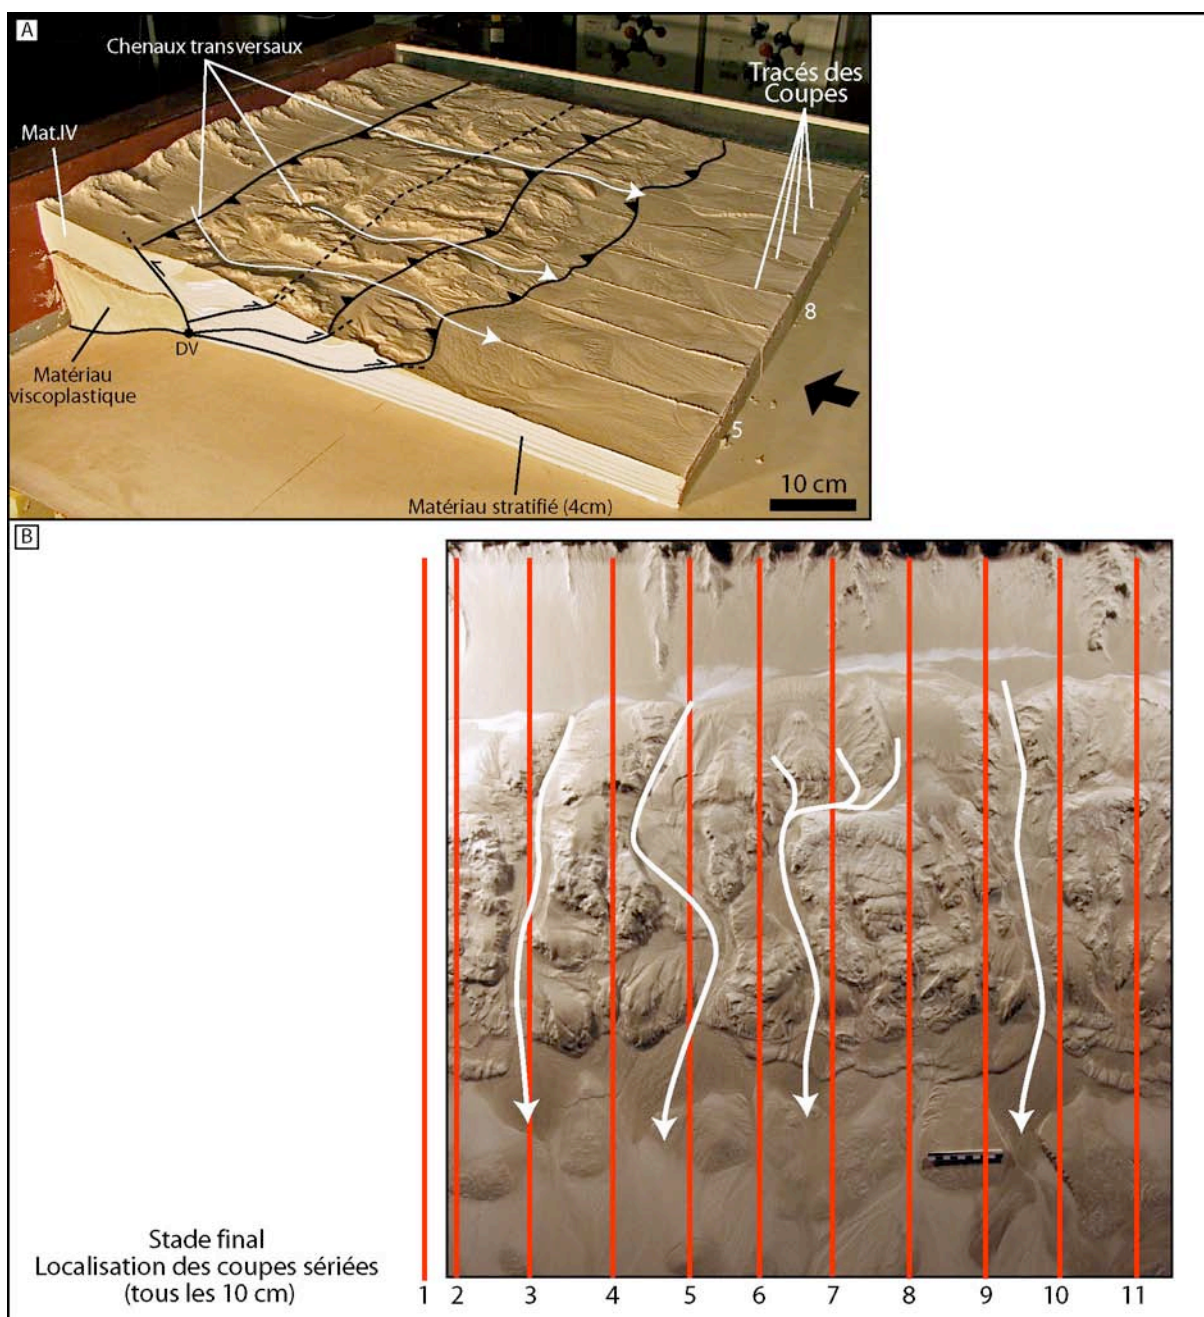 A
Chenaux transversaux
Tracés des
Coupes
Mat.IV
8
DV
Matériau
viscoplastique
5
Matériau stratifié (4cm)
10 cm
B
Stade final
Localisation des coupes sériées
(tous les 10 cm)
1 2 3 4 5 6 7 8 9 10 11